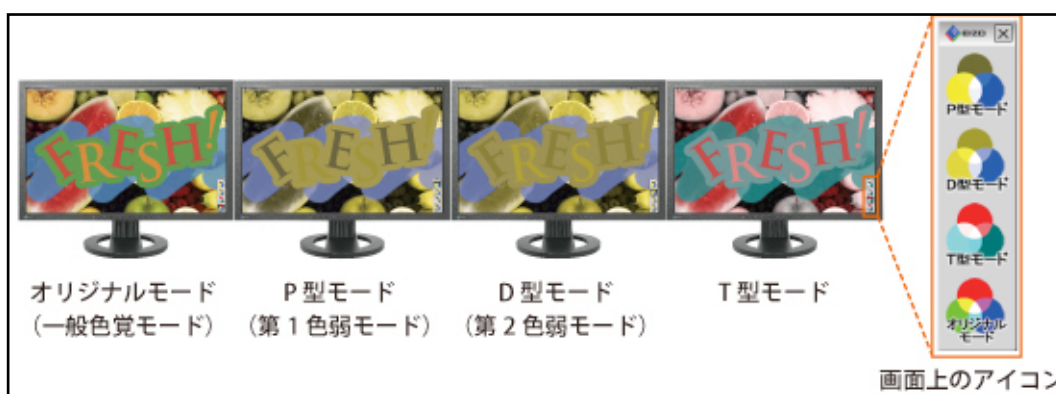 FRESH!
FRESH!
FRESH!
FRESH!
オリジナルモード
（一般色覚モード）
P 型モード
（第 1 色弱モード）
D 型モード
（第 2 色弱モード）
T 型モード
EIZO
P型モード
D型モード
T型モード
オリジナル
モード
画面上のアイコン